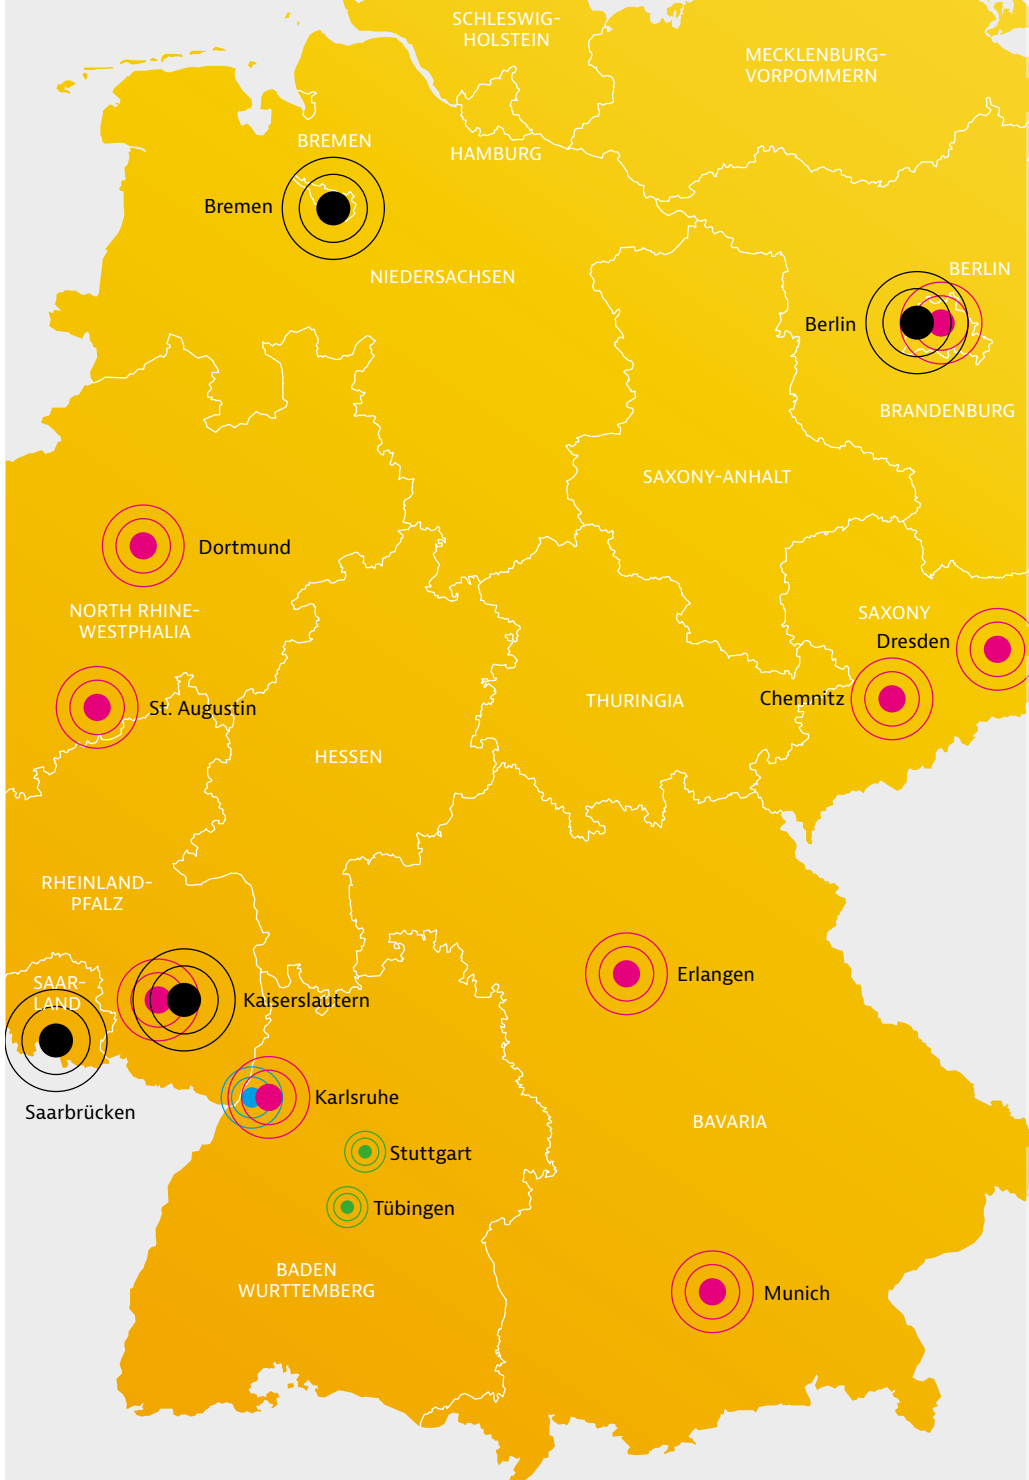 SCHLESWIG-
HOLSTEIN
MECKLENBURG-
VORPOMMERN
BREMEN
HAMBURG
Bremen
NIEDERSACHSEN
BERLIN
Berlin
BRANDENBURG
SAXONY-ANHALT
Dortmund
NORTH RHINE-
WESTPHALIA
SAXONY
Dresden
St. Augustin
THURINGIA
Chemnitz
HESSEN
RHEINLAND-
PFALZ
SAAR-
LAND
Erlangen
Kaiserslautern
Saarbrücken
Karlsruhe
BAVARIA
Stuttgart
Tübingen
BADEN
WURTTEMBERG
Munich